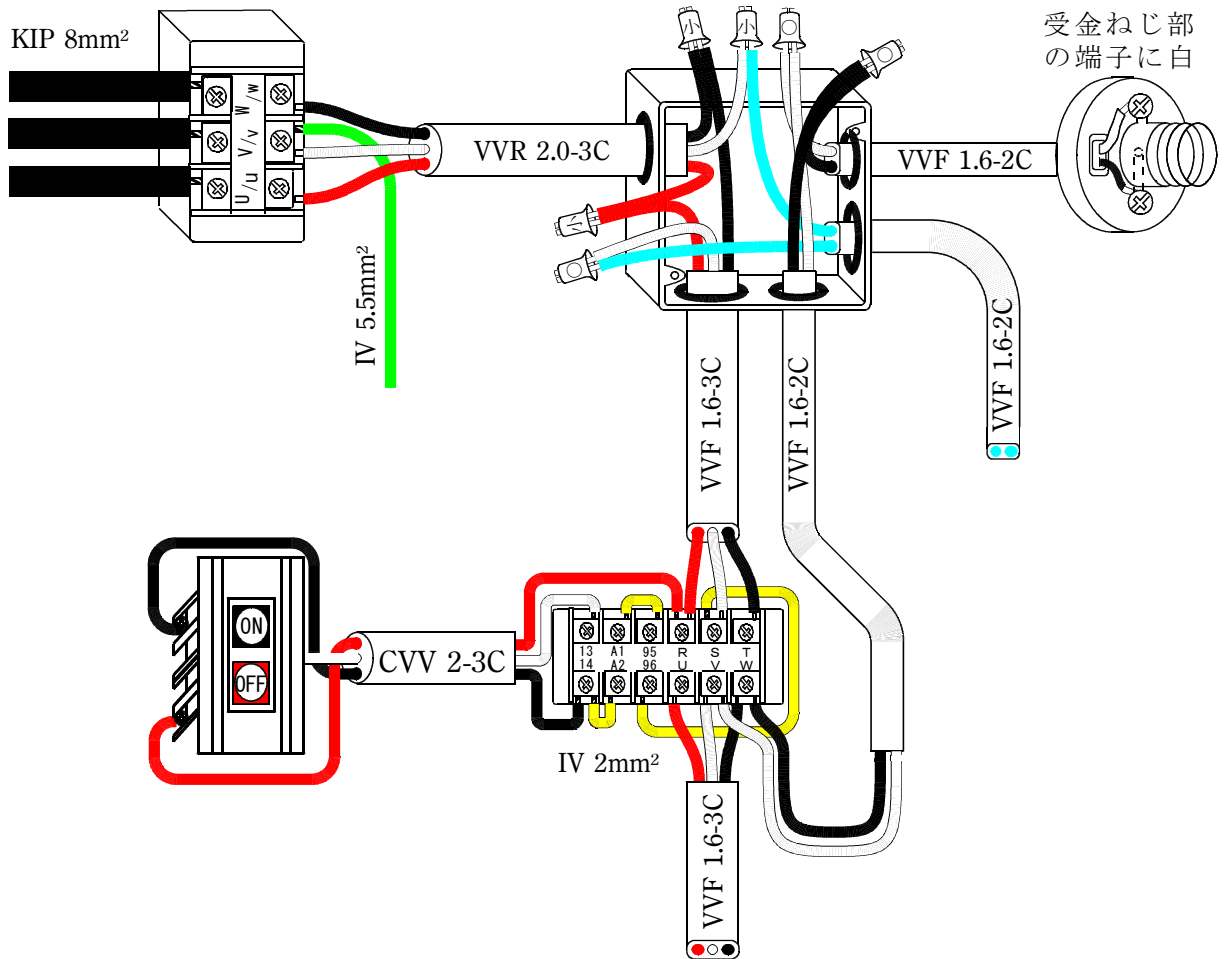 KIP 8mm²
受金ねじ部
の端子に白
小
小
○
○
小
○
W/w
V/v
U/u
VVR 2.0-3C
VVF 1.6-2C
IV 5.5mm²
VVF 1.6-3C
VVF 1.6-2C
VVF 1.6-2C
ON
OFF
CVV 2-3C
13 A1 95 R S T
14 A2 96 U V W
IV 2mm²
VVF 1.6-3C